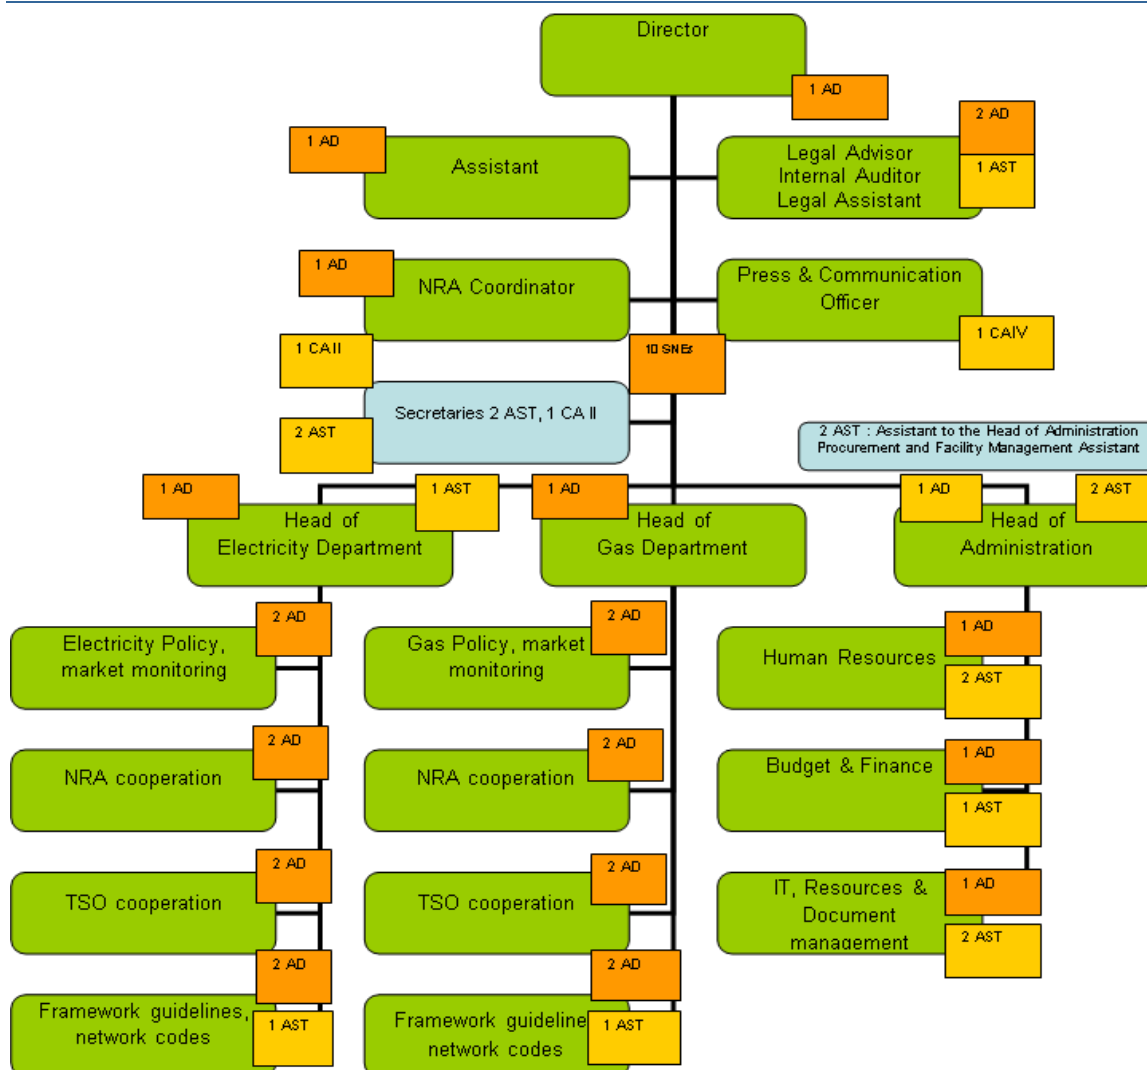 Director
1 AD
1 AD
Assistant
2 AD
Legal Advisor
Internal Auditor
Legal Assistant
1 AST
1 AD
NRA Coordinator
Press & Communication
Officer
1 CAII
10 SNEs
1 CAIV
Secretaries 2 AST, 1 CA II
2 AST
2 AST : Assistant to the Head of Administration
Procurement and Facility Management Assistant
1 AD
1 AST
1 AD
1 AD
2 AST
Head of
Electricity Department
Head of
Gas Department
Head of
Administration
2 AD
Electricity Policy,
market monitoring
2 AD
Gas Policy, market
monitoring
1 AD
Human Resources
2 AST
2 AD
NRA cooperation
2 AD
NRA cooperation
1 AD
Budget & Finance
1 AST
2 AD
TSO cooperation
2 AD
TSO cooperation
1 AD
IT, Resources &
Document
management
2 AST
2 AD
Framework guidelines,
network codes
1 AST
2 AD
Framework guideline
network codes
1 AST